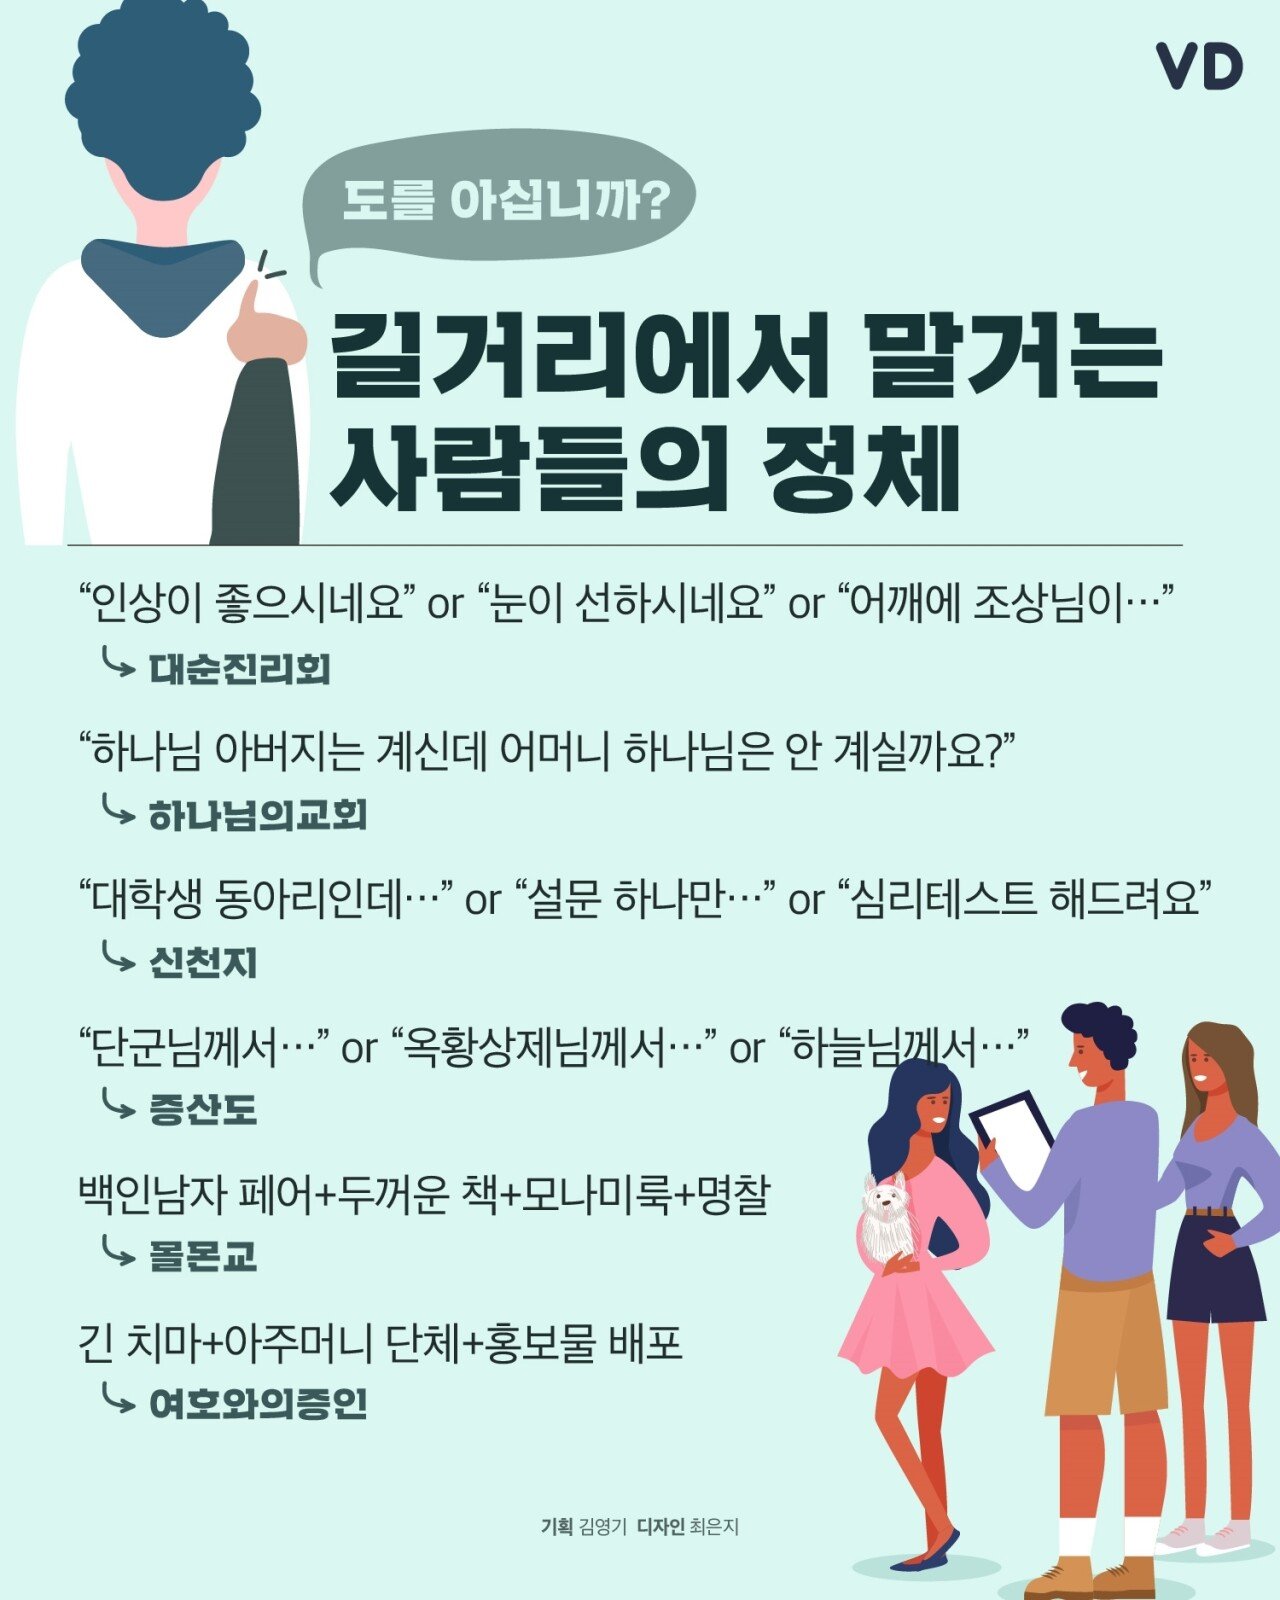 VD
도를 아십니까?
길거리에서 말거는
사람들의 정체
“인상이 좋으시네요” or “눈이 선하시네요” or “어깨에 조상님이…”
대순진리회
“하나님 아버지는 계신데 어머니 하나님은 안 계실까요?”
하나님의교회
“대학생 동아리인데…” or “설문 하나만…” or “심리테스트 해드려요”
신천지
“단군님께서…” or “옥황상제님께서…” or “하늘님께서…”
증산도
백인남자 페어+두꺼운 책+모나미룩+명찰
몰몬교
긴 치마+아주머니 단체+홍보물 배포
여호와의증인
기획 김영기 디자인 최은지